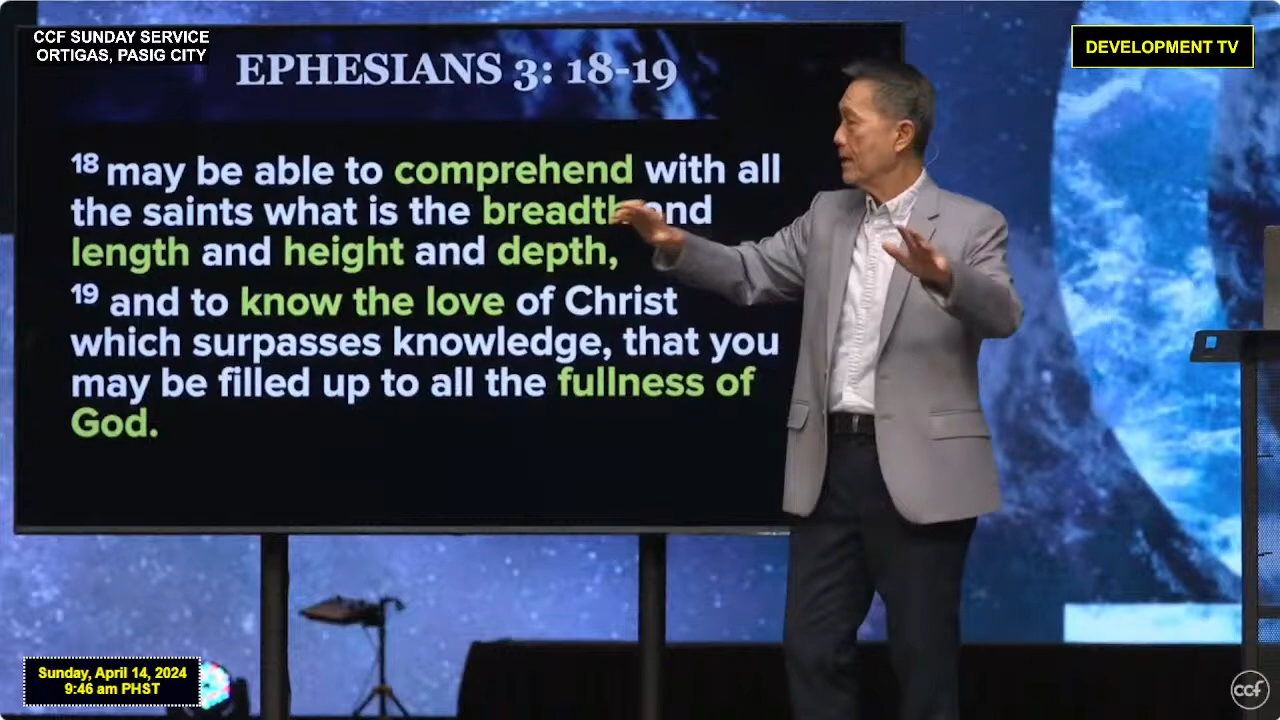 CCF SUNDAY SERVICE
ORTIGAS, PASIG CITY
DEVELOPMENT TV
EPHESIANS 3: 18-19
18 may be able to comprehend with all
the saints what is the breadth and
length and height and depth,
19 and to know the love of Christ
which surpasses knowledge, that you
may be filled up to all the fullness of
God.
Sunday, April 14, 2024
9:46 am PHST
ccf